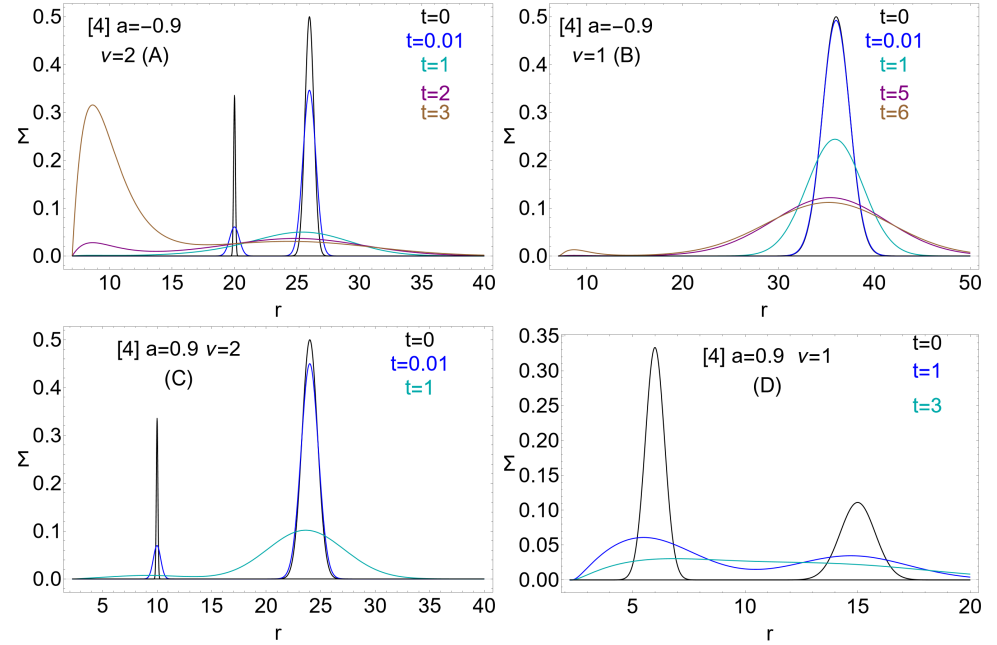 [4] a=−0.9
ν=2 (A)
t=0
t=0.01
t=1
t=2
t=3
Σ
0.5
0.4
0.3
0.2
0.1
0.0
10 15 20 25 30 35 40
r
[4] a=−0.9
ν=1 (B)
t=0
t=0.01
t=1
t=5
t=6
Σ
0.5
0.4
0.3
0.2
0.1
0.0
10 20 30 40 50
r
[4] a=0.9 ν=2
(C)
t=0
t=0.01
t=1
Σ
0.5
0.4
0.3
0.2
0.1
0.0
5 10 15 20 25 30 35 40
r
[4] a=0.9 ν=1
(D)
t=0
t=1
t=3
Σ
0.35
0.30
0.25
0.20
0.15
0.10
0.05
0.00
5 10 15 20
r